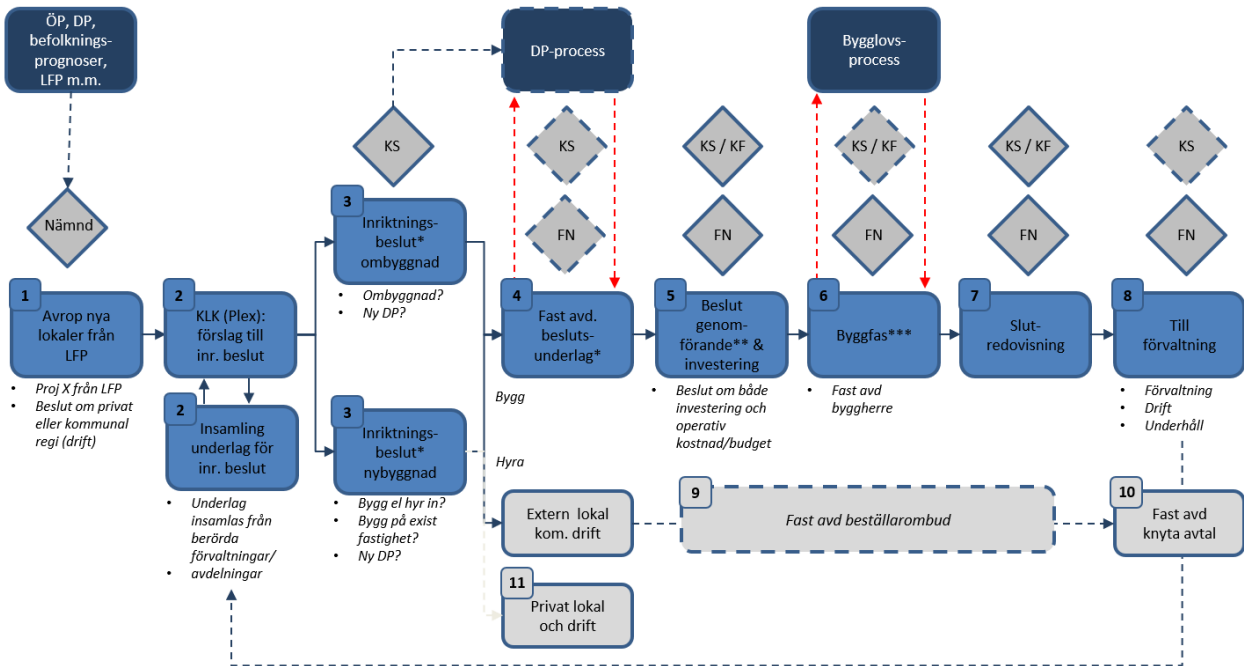 ÖP, DP,
befolknings-
prognoser,
LFP m.m.
DP-process
Bygglovs-
process
KS
KS
KS / KF
KS / KF
KS / KF
KS
Nämnd
FN
FN
FN
FN
FN
3
Inriktnings-
beslut*
ombyggnad
• Ombyggnad?
• Ny DP?
1
Avrop nya
lokaler från
LFP
• Proj X från LFP
• Beslut om privat
eller kommunal
regi (drift)
2
KLK (Plex):
förslag till
inr. beslut
2
Insamling
underlag för
inr. beslut
• Underlag
insamlas från
berörda
förvaltningar/
• avdelningar
3
Inriktnings-
beslut*
nybyggnad
• Bygg el hyr in?
• Bygg på exist
fastighet?
• Ny DP?
4
Fast avd.
besluts-
underlag*
Bygg
Hyra
5
Beslut
genom-
förande** &
investering
• Beslut om både
investering och
operativ
kostnad/budget
6
Byggfas***
• Fast avd
byggherre
7
Slut-
redovisning
8
Till
förvaltning
• Förvaltning
• Drift
• Underhåll
Extern lokal
kom. drift
9
Fast avd beställarombud
10
Fast avd
knyta avtal
11
Privat lokal
och drift